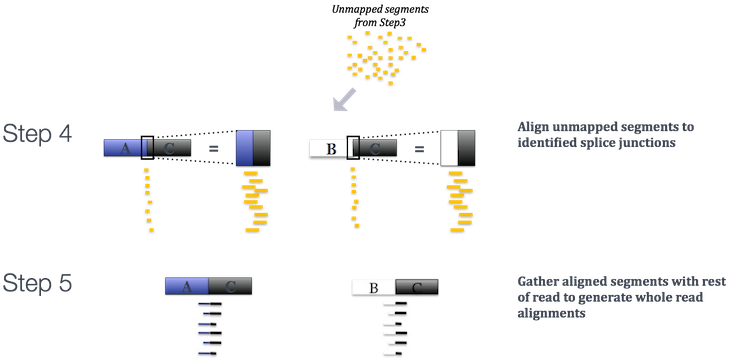 Unmapped segments
from Step3
Step 4
A C = B C =
Align unmapped segments to
identified splice junctions
Step 5
A C B C
Gather aligned segments with rest
of read to generate whole read
alignments